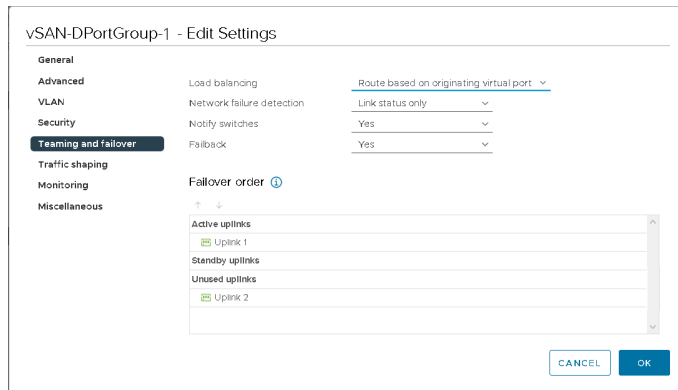 vSAN-DPortGroup-1 - Edit Settings
General
Advanced
VLAN
Security
Teaming and failover
Traffic shaping
Monitoring
Miscellaneous
Load balancing Route based on originating virtual port
Network failure detection Link status only
Notify switches Yes
Failback Yes
Failover order
Active uplinks
Uplink 1
Standby uplinks
Unused uplinks
Uplink 2
CANCEL OK